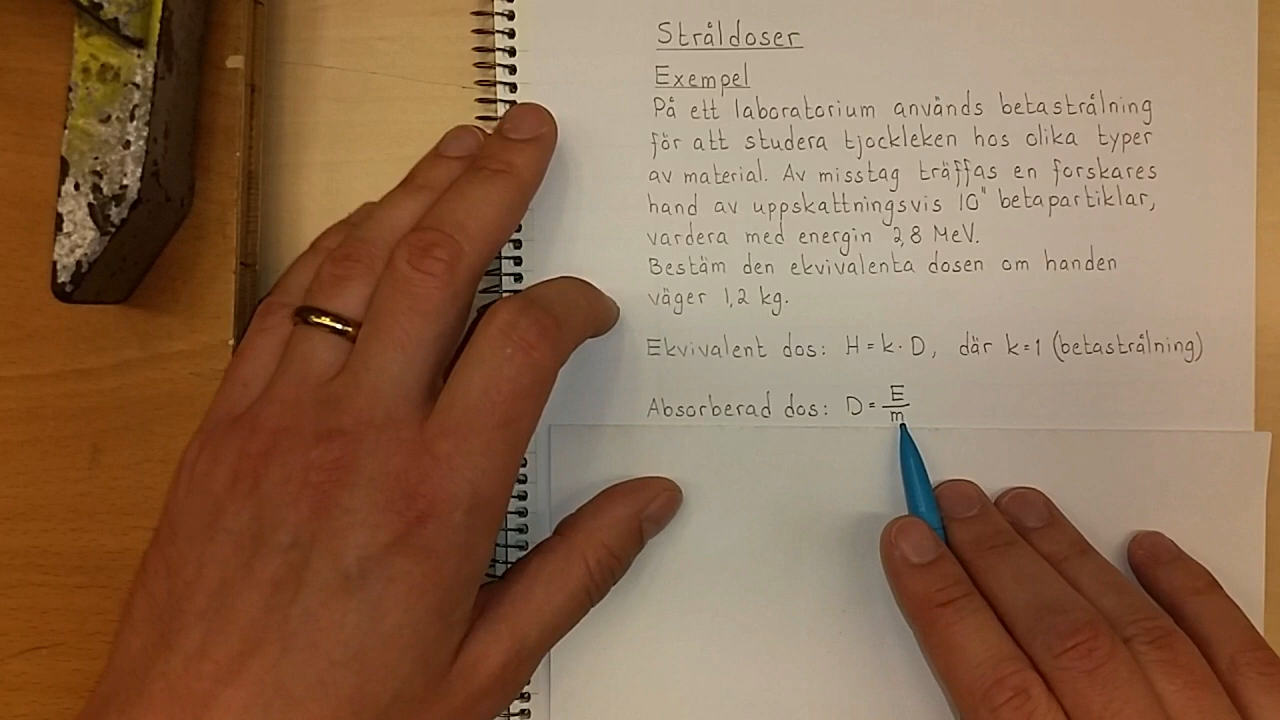 Stråldoser
Exempel
På ett laboratorium används betastrålning
för att studera tjockleken hos olika typer
av material. Av misstag träffas en forskares
hand av uppskattningsvis 10¹¹ betapartiklar,
vardera med energin 2,8 MeV.
Bestäm den ekvivalenta dosen om handen
väger 1,2 kg.
Ekvivalent dos: H = k · D, där k = 1 (betastrålning)
Absorberad dos: D = E/m